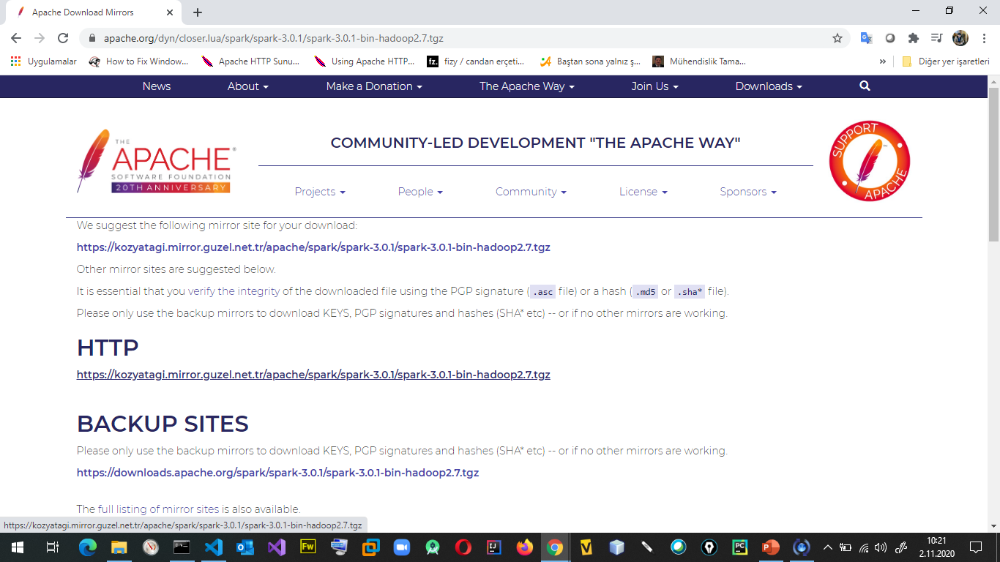 Apache Download Mirrors
apache.org/dyn/closer.lua/spark/spark-3.0.1/spark-3.0.1-bin-hadoop2.7.tgz
Uygulamalar How to Fix Window... Apache HTTP Sunu... Using Apache HTTP... fz. fizy / candan erçeti... Baştan sona yalnız ş... Mühendislik Tama... » Diğer yer işaretleri
News About Make a Donation The Apache Way Join Us Downloads
THE
APACHE®
SOFTWARE FOUNDATION
20TH ANNIVERSARY
COMMUNITY-LED DEVELOPMENT "THE APACHE WAY"
SUPPORT
APACHE
Projects People Community License Sponsors
We suggest the following mirror site for your download:
https://kozyatagi.mirror.guzel.net.tr/apache/spark/spark-3.0.1/spark-3.0.1-bin-hadoop2.7.tgz
Other mirror sites are suggested below.
It is essential that you verify the integrity of the downloaded file using the PGP signature (.asc file) or a hash (.md5 or .sha* file).
Please only use the backup mirrors to download KEYS, PGP signatures and hashes (SHA* etc) -- or if no other mirrors are working.
HTTP
https://kozyatagi.mirror.guzel.net.tr/apache/spark/spark-3.0.1/spark-3.0.1-bin-hadoop2.7.tgz
BACKUP SITES
Please only use the backup mirrors to download KEYS, PGP signatures and hashes (SHA* etc) -- or if no other mirrors are working.
https://downloads.apache.org/spark/spark-3.0.1/spark-3.0.1-bin-hadoop2.7.tgz
The full listing of mirror sites is also available.
https://kozyatagi.mirror.guzel.net.tr/apache/spark/spark-3.0.1/spark-3.0.1-bin-hadoop2.7.tgz
Fw
IJ
PC
10:21
2.11.2020